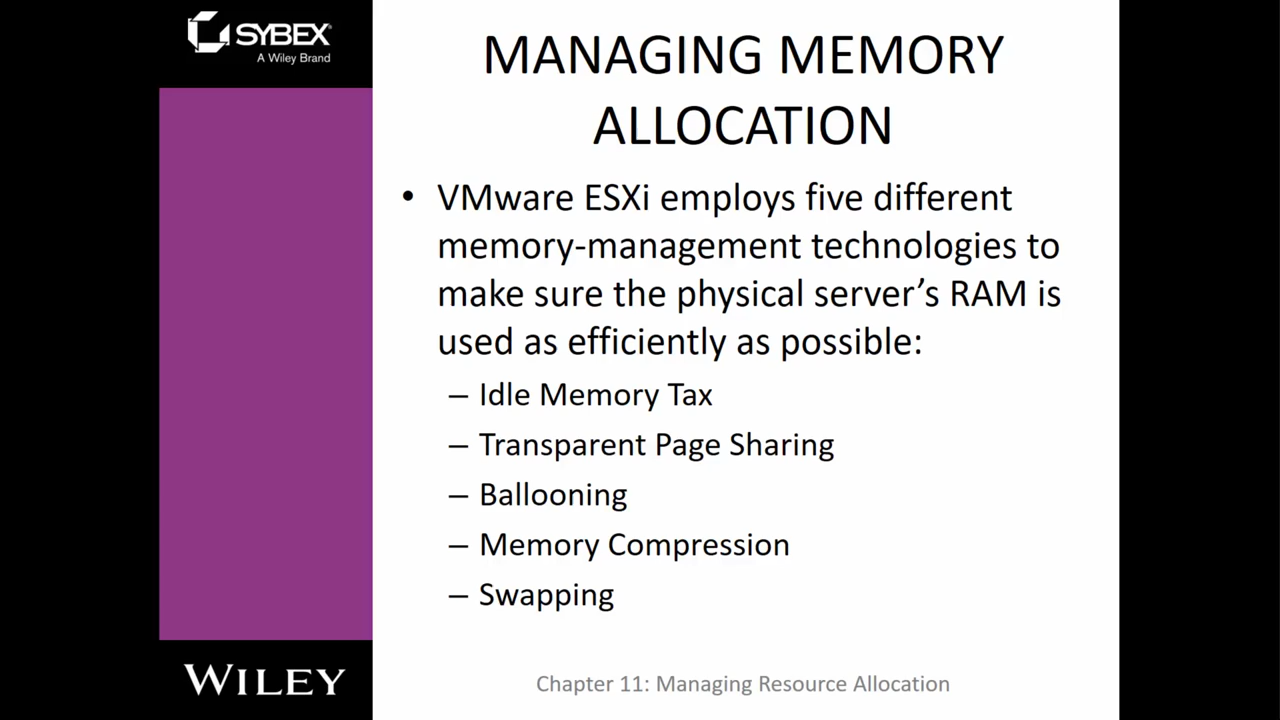 SYBEX
A Wiley Brand
MANAGING MEMORY
ALLOCATION
• VMware ESXi employs five different
memory-management technologies to
make sure the physical server’s RAM is
used as efficiently as possible:
– Idle Memory Tax
– Transparent Page Sharing
– Ballooning
– Memory Compression
– Swapping
WILEY
Chapter 11: Managing Resource Allocation